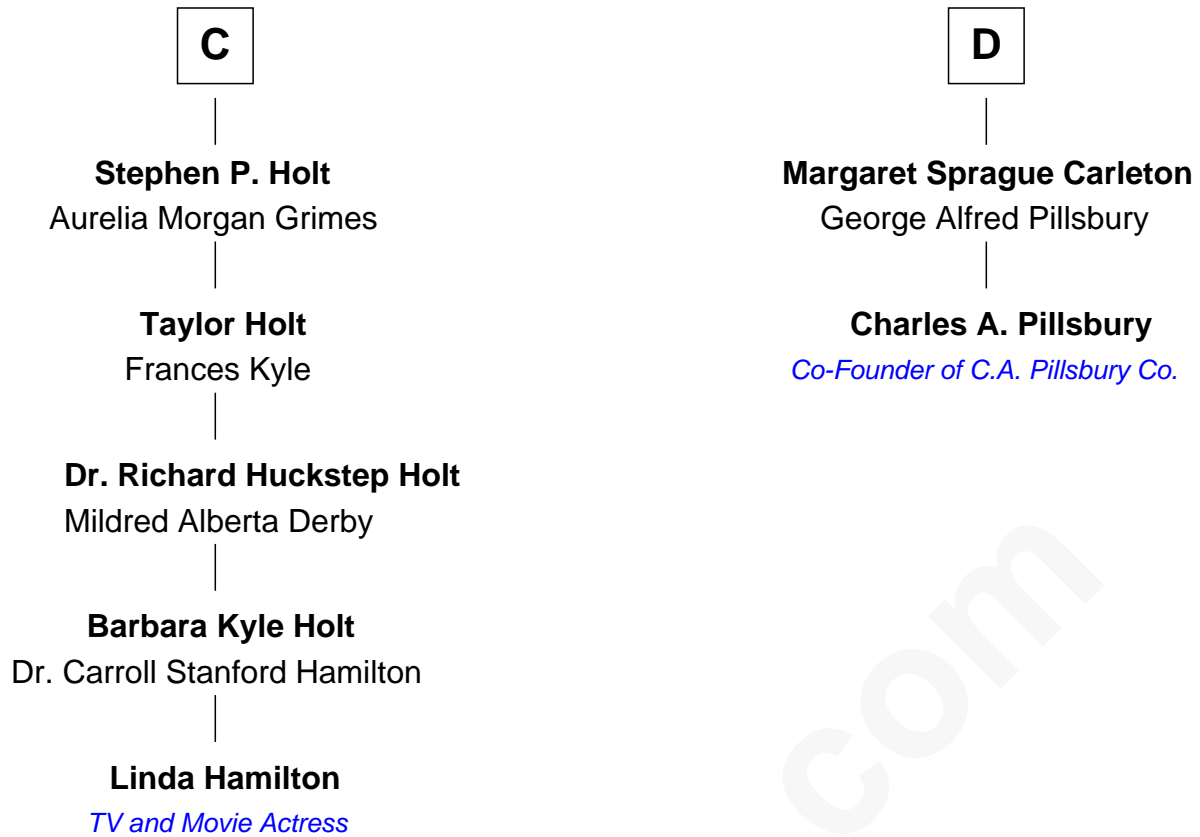 C
Stephen P. Holt
Aurelia Morgan Grimes
Taylor Holt
Frances Kyle
Dr. Richard Huckstep Holt
Mildred Alberta Derby
Barbara Kyle Holt
Dr. Carroll Stanford Hamilton
Linda Hamilton
TV and Movie Actress
D
Margaret Sprague Carleton
George Alfred Pillsbury
Charles A. Pillsbury
Co-Founder of C.A. Pillsbury Co.
com